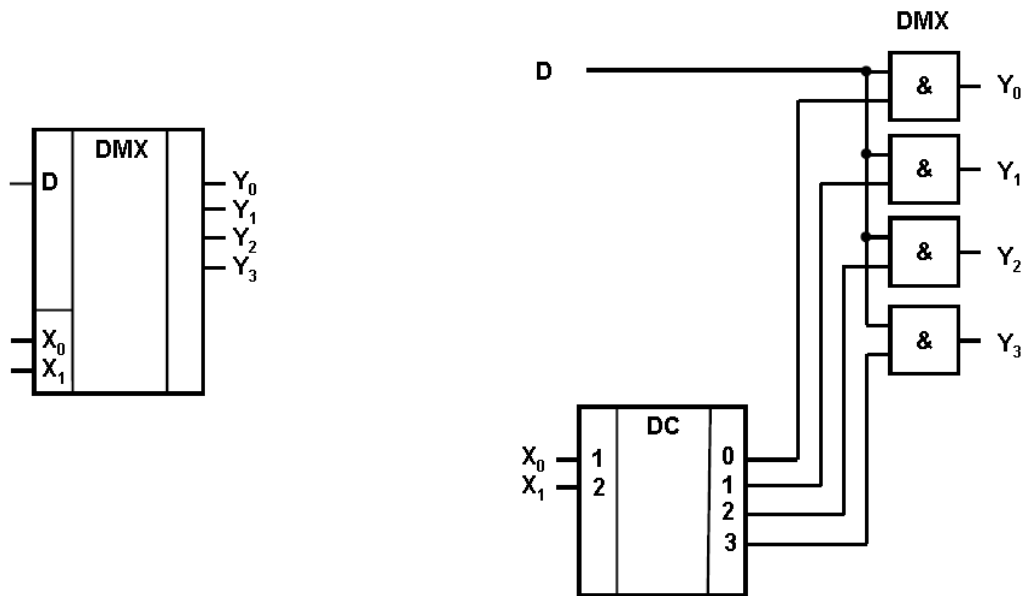 DMX
D
Y₀
Y₁
Y₂
Y₃
X₀
X₁
DMX
D
&
Y₀
&
Y₁
&
Y₂
&
Y₃
DC
X₀
1
0
X₁
2
1
2
3